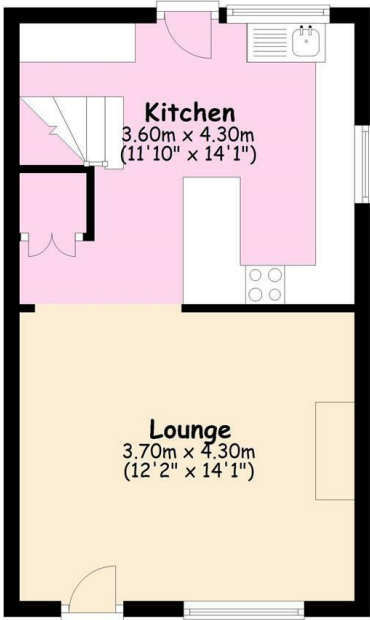 Kitchen
3.60m x 4.30m
(11'10" x 14'1")
Lounge
3.70m x 4.30m
(12'2" x 14'1")